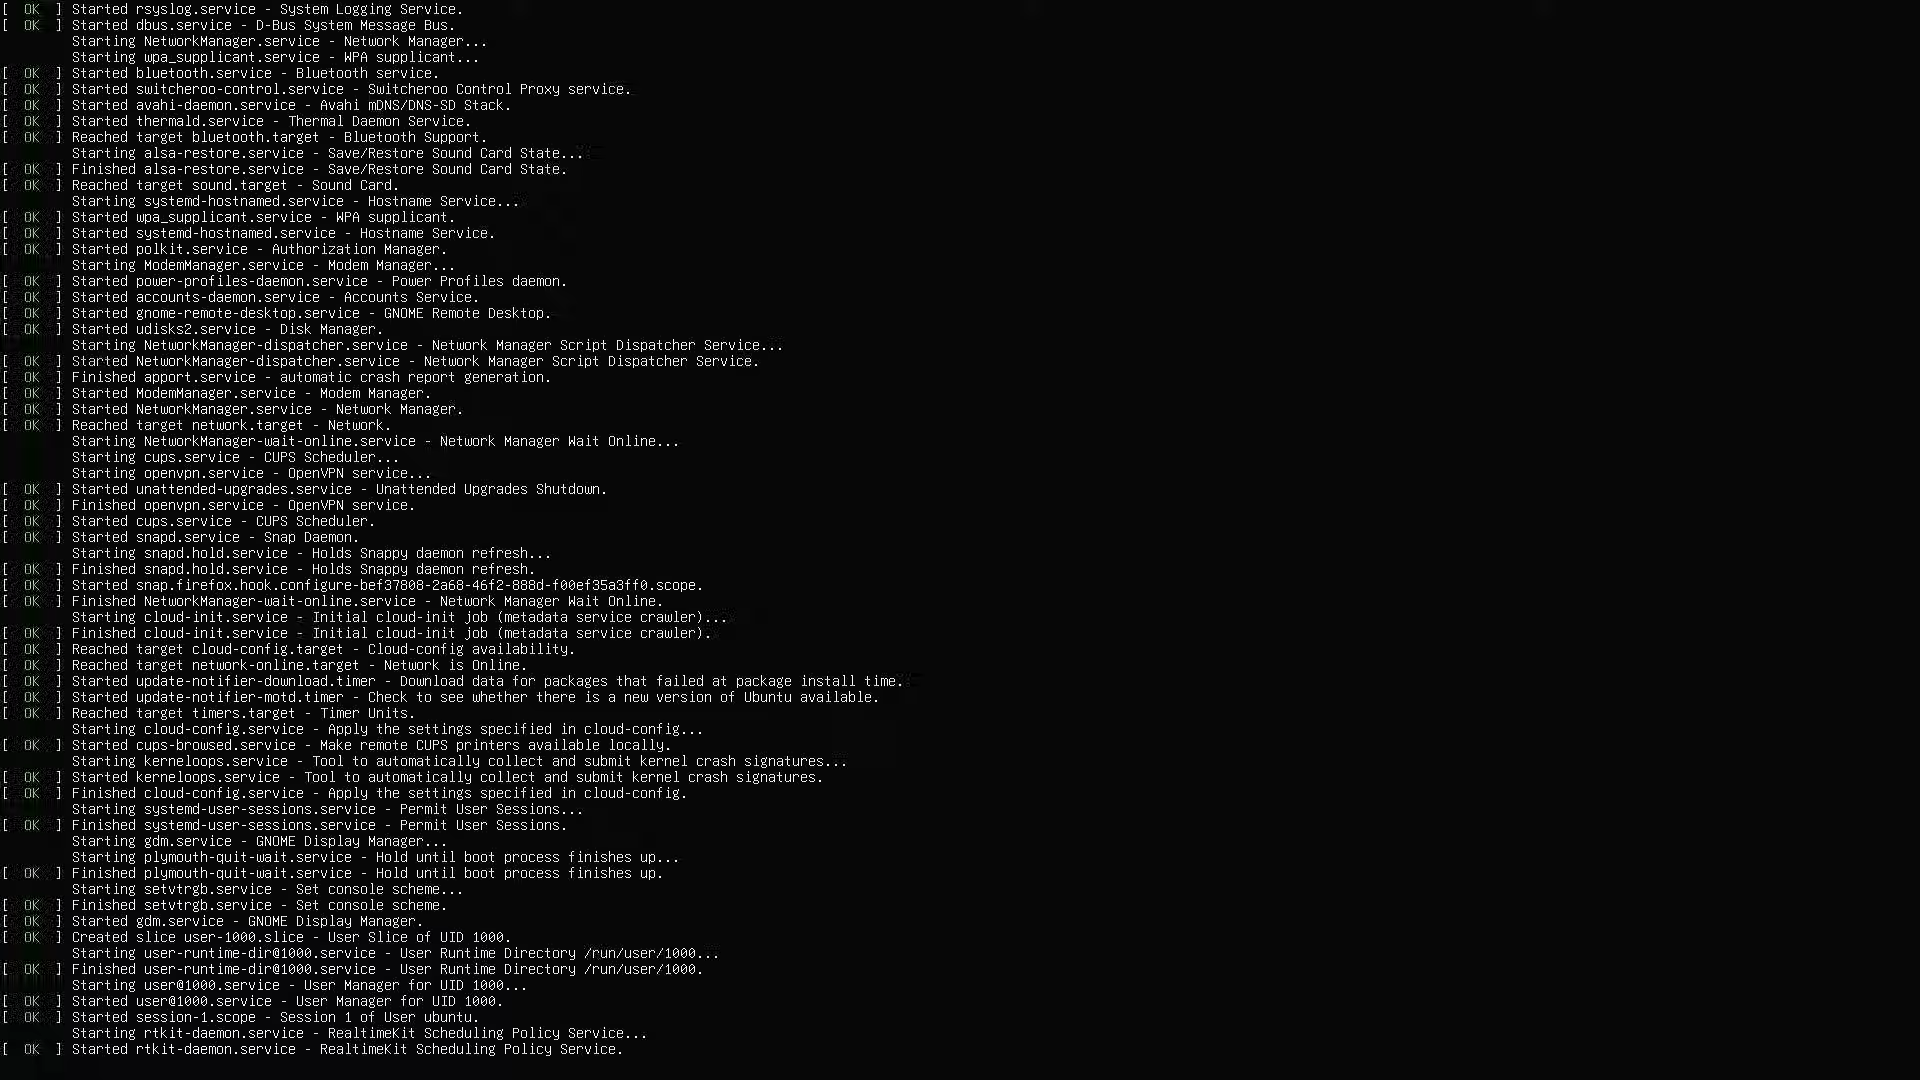 [  OK  ] Started rsyslog.service - System Logging Service.
[  OK  ] Started dbus.service - D-Bus System Message Bus.
Starting NetworkManager.service - Network Manager...
Starting wpa_supplicant.service - WPA supplicant...
[  OK  ] Started bluetooth.service - Bluetooth service.
[  OK  ] Started switcheroo-control.service - Switcheroo Control Proxy service.
[  OK  ] Started avahi-daemon.service - Avahi mDNS/DNS-SD Stack.
[  OK  ] Started thermald.service - Thermal Daemon Service.
[  OK  ] Reached target bluetooth.target - Bluetooth Support.
Starting alsa-restore.service - Save/Restore Sound Card State...
[  OK  ] Finished alsa-restore.service - Save/Restore Sound Card State.
[  OK  ] Reached target sound.target - Sound Card.
Starting systemd-hostnamed.service - Hostname Service...
[  OK  ] Started wpa_supplicant.service - WPA supplicant.
[  OK  ] Started systemd-hostnamed.service - Hostname Service.
[  OK  ] Started polkit.service - Authorization Manager.
Starting ModemManager.service - Modem Manager...
[  OK  ] Started power-profiles-daemon.service - Power Profiles daemon.
[  OK  ] Started accounts-daemon.service - Accounts Service.
[  OK  ] Started gnome-remote-desktop.service - GNOME Remote Desktop.
[  OK  ] Started udisks2.service - Disk Manager.
Starting NetworkManager-dispatcher.service - Network Manager Script Dispatcher Service...
[  OK  ] Started NetworkManager-dispatcher.service - Network Manager Script Dispatcher Service.
[  OK  ] Finished apport.service - automatic crash report generation.
[  OK  ] Started ModemManager.service - Modem Manager.
[  OK  ] Started NetworkManager.service - Network Manager.
[  OK  ] Reached target network.target - Network.
Starting NetworkManager-wait-online.service - Network Manager Wait Online...
Starting cups.service - CUPS Scheduler...
Starting openvpn.service - OpenVPN service...
[  OK  ] Started unattended-upgrades.service - Unattended Upgrades Shutdown.
[  OK  ] Finished openvpn.service - OpenVPN service.
[  OK  ] Started cups.service - CUPS Scheduler.
[  OK  ] Started snapd.service - Snap Daemon.
Starting snapd.hold.service - Holds Snappy daemon refresh...
[  OK  ] Finished snapd.hold.service - Holds Snappy daemon refresh.
[  OK  ] Started snap.firefox.hook.configure-bef37808-2a68-46f2-888d-f00ef35a3ff0.scope.
[  OK  ] Finished NetworkManager-wait-online.service - Network Manager Wait Online.
Starting cloud-init.service - Initial cloud-init job (metadata service crawler)...
[  OK  ] Finished cloud-init.service - Initial cloud-init job (metadata service crawler).
[  OK  ] Reached target cloud-config.target - Cloud-config availability.
[  OK  ] Reached target network-online.target - Network is Online.
[  OK  ] Started update-notifier-download.timer - Download data for packages that failed at package install time.
[  OK  ] Started update-notifier-motd.timer - Check to see whether there is a new version of Ubuntu available.
[  OK  ] Reached target timers.target - Timer Units.
Starting cloud-config.service - Apply the settings specified in cloud-config...
[  OK  ] Started cups-browsed.service - Make remote CUPS printers available locally.
Starting kerneloops.service - Tool to automatically collect and submit kernel crash signatures...
[  OK  ] Started kerneloops.service - Tool to automatically collect and submit kernel crash signatures.
[  OK  ] Finished cloud-config.service - Apply the settings specified in cloud-config.
Starting systemd-user-sessions.service - Permit User Sessions...
[  OK  ] Finished systemd-user-sessions.service - Permit User Sessions.
Starting gdm.service - GNOME Display Manager...
Starting plymouth-quit-wait.service - Hold until boot process finishes up...
[  OK  ] Finished plymouth-quit-wait.service - Hold until boot process finishes up.
Starting setvtrgb.service - Set console scheme...
[  OK  ] Finished setvtrgb.service - Set console scheme.
[  OK  ] Started gdm.service - GNOME Display Manager.
[  OK  ] Created slice user-1000.slice - User Slice of UID 1000.
Starting user-runtime-dir@1000.service - User Runtime Directory /run/user/1000...
[  OK  ] Finished user-runtime-dir@1000.service - User Runtime Directory /run/user/1000.
Starting user@1000.service - User Manager for UID 1000...
[  OK  ] Started user@1000.service - User Manager for UID 1000.
[  OK  ] Started session-1.scope - Session 1 of User ubuntu.
Starting rtkit-daemon.service - RealtimeKit Scheduling Policy Service...
[  OK  ] Started rtkit-daemon.service - RealtimeKit Scheduling Policy Service.